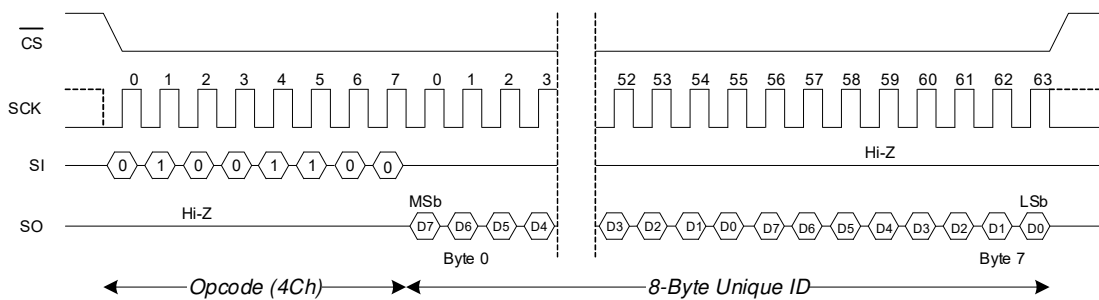 CS
0 1 2 3 4 5 6 7 0 1 2 3 52 53 54 55 56 57 58 59 60 61 62 63
SCK
Hi-Z
SI 0 1 0 0 1 1 0 0
MSb LSb
Hi-Z
SO D7 D6 D5 D4 D3 D2 D1 D0 D7 D6 D5 D4 D3 D2 D1 D0
Byte 0 Byte 7
Opcode (4Ch) 8-Byte Unique ID